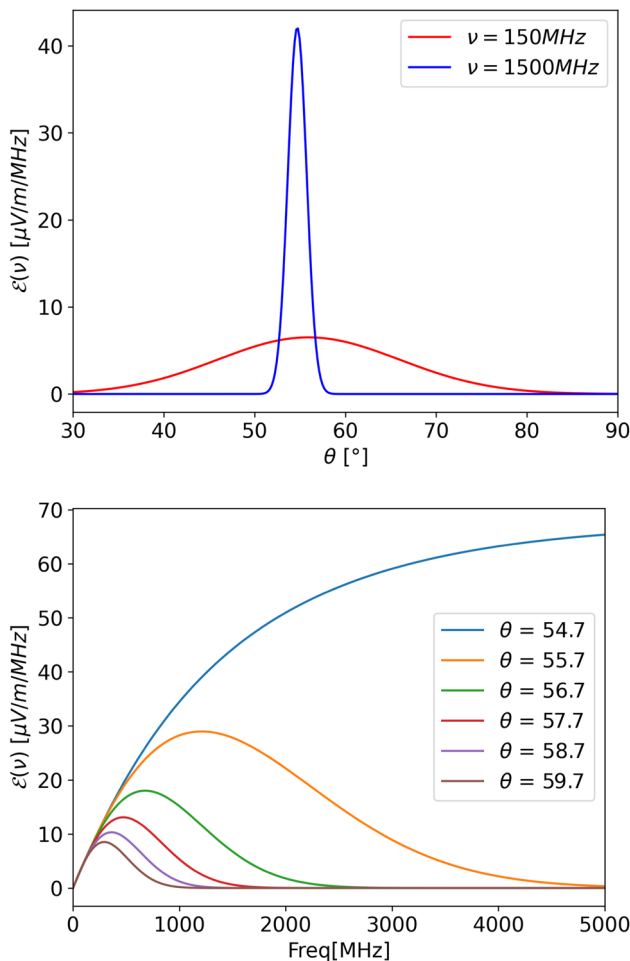 40
30
20
10
0
ℰ(ν) [μV/m/MHz]
ν = 150MHz
ν = 1500MHz
30 40 50 60 70 80 90
θ [°]
70
60
50
40
30
20
10
0
ℰ(ν) [μV/m/MHz]
θ = 54.7
θ = 55.7
θ = 56.7
θ = 57.7
θ = 58.7
θ = 59.7
0 1000 2000 3000 4000 5000
Freq[MHz]